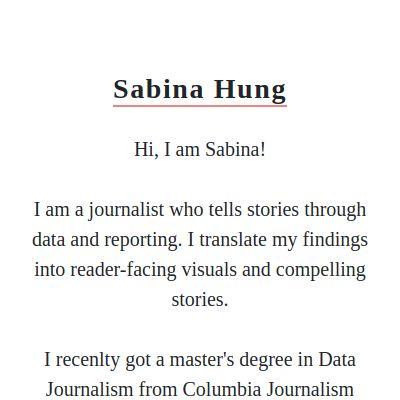 Sabina Hung
Hi, I am Sabina!
I am a journalist who tells stories through
data and reporting. I translate my findings
into reader-facing visuals and compelling
stories.
I recenlty got a master's degree in Data
Journalism from Columbia Journalism